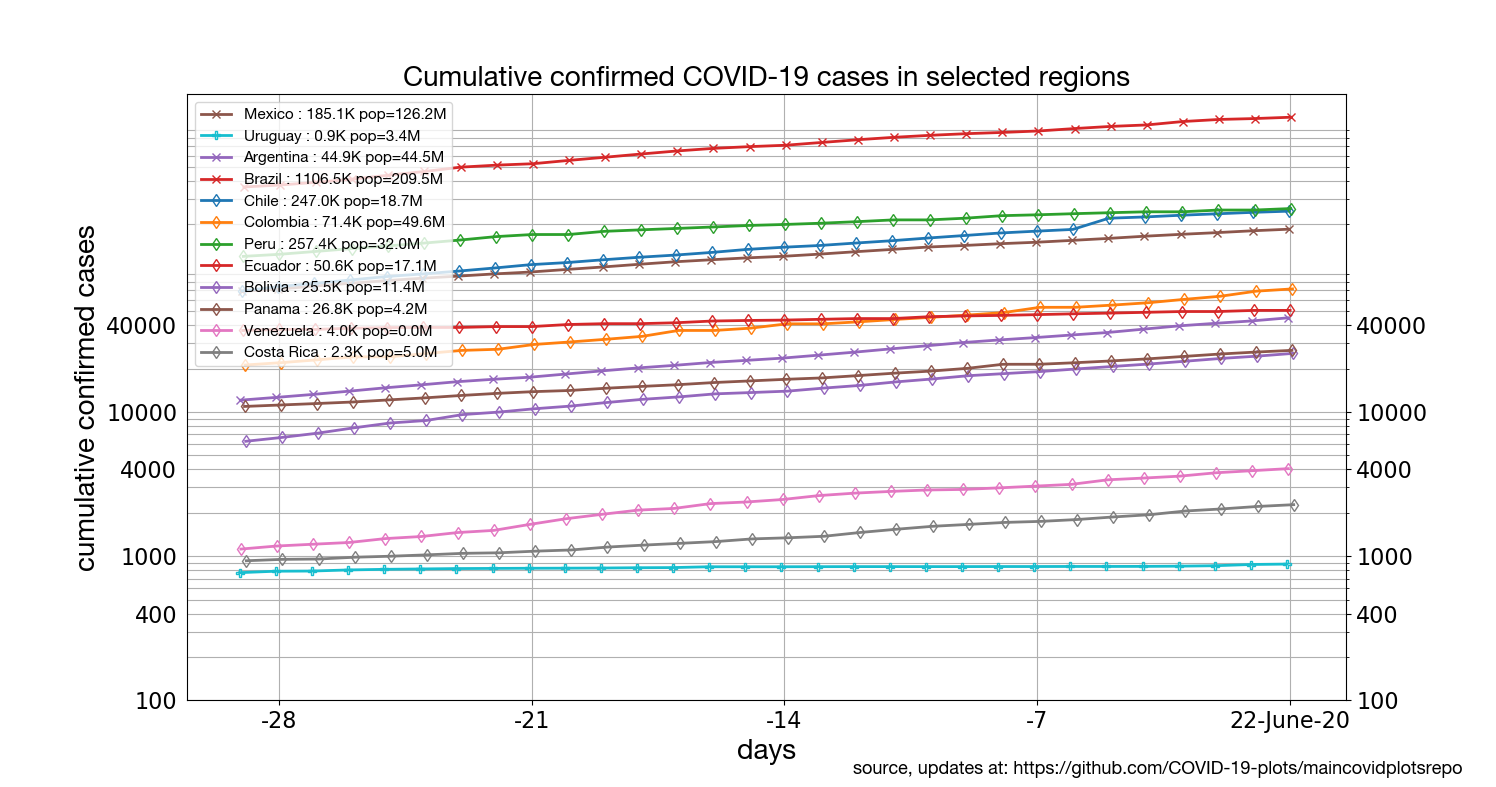 Cumulative confirmed COVID-19 cases in selected regions
Mexico : 185.1K pop=126.2M
Uruguay : 0.9K pop=3.4M
Argentina : 44.9K pop=44.5M
Brazil : 1106.5K pop=209.5M
Chile : 247.0K pop=18.7M
Colombia : 71.4K pop=49.6M
Peru : 257.4K pop=32.0M
Ecuador : 50.6K pop=17.1M
Bolivia : 25.5K pop=11.4M
Panama : 26.8K pop=4.2M
Venezuela : 4.0K pop=0.0M
Costa Rica : 2.3K pop=5.0M
cumulative confirmed cases
40000
10000
4000
1000
400
100
40000
10000
4000
1000
400
100
-28 -21 -14 -7 22-June-20
days
source, updates at: https://github.com/COVID-19-plots/maincovidplotsrepo